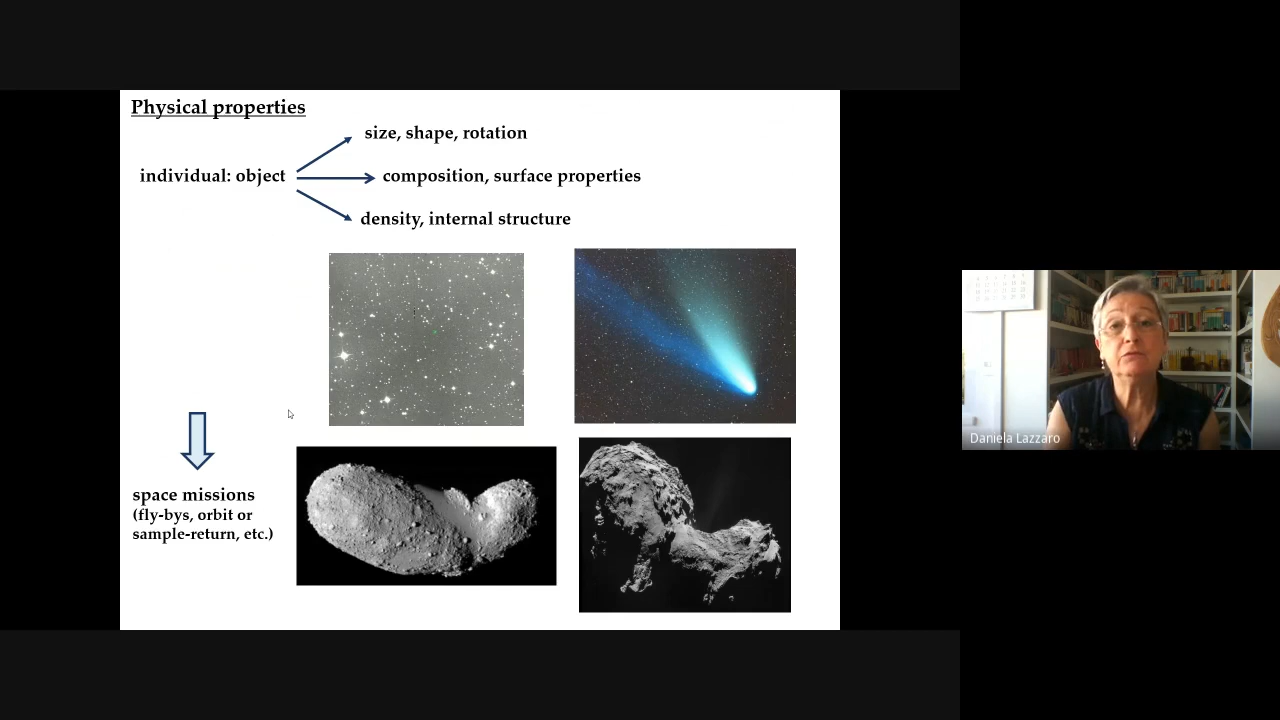 Physical properties
size, shape, rotation
individual: object
composition, surface properties
density, internal structure
space missions
(fly-bys, orbit or
sample-return, etc.)
Daniela Lazzaro